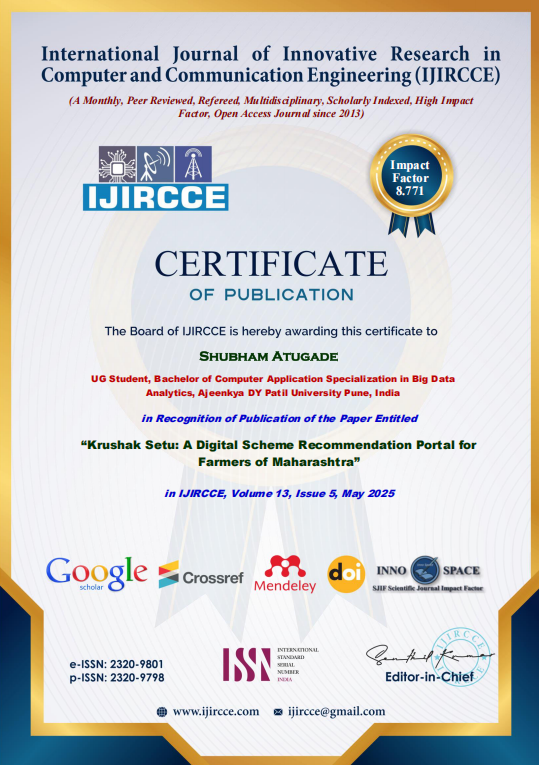 International Journal of Innovative Research in
Computer and Communication Engineering (IJIRCCE)
(A Monthly, Peer Reviewed, Refereed, Multidisciplinary, Scholarly Indexed, High Impact
Factor, Open Access Journal since 2013)
IJIRCCE
Impact
Factor
8.771
CERTIFICATE
OF PUBLICATION
The Board of IJIRCCE is hereby awarding this certificate to
SHUBHAM ATUGADE
UG Student, Bachelor of Computer Application Specialization in Big Data
Analytics, Ajeenkya DY Patil University Pune, India
in Recognition of Publication of the Paper Entitled
“Krushak Setu: A Digital Scheme Recommendation Portal for
Farmers of Maharashtra”
in IJIRCCE, Volume 13, Issue 5, May 2025
Google
scholar
Crossref
Mendeley
doi
INNO SPACE
SJIF Scientific Journal Impact Factor
e-ISSN: 2320-9801
p-ISSN: 2320-9798
ISSN
INTERNATIONAL
STANDARD
SERIAL
NUMBER
INDIA
IJIRCCE
Editor-in-Chief
www.ijircce.com ijircce@gmail.com